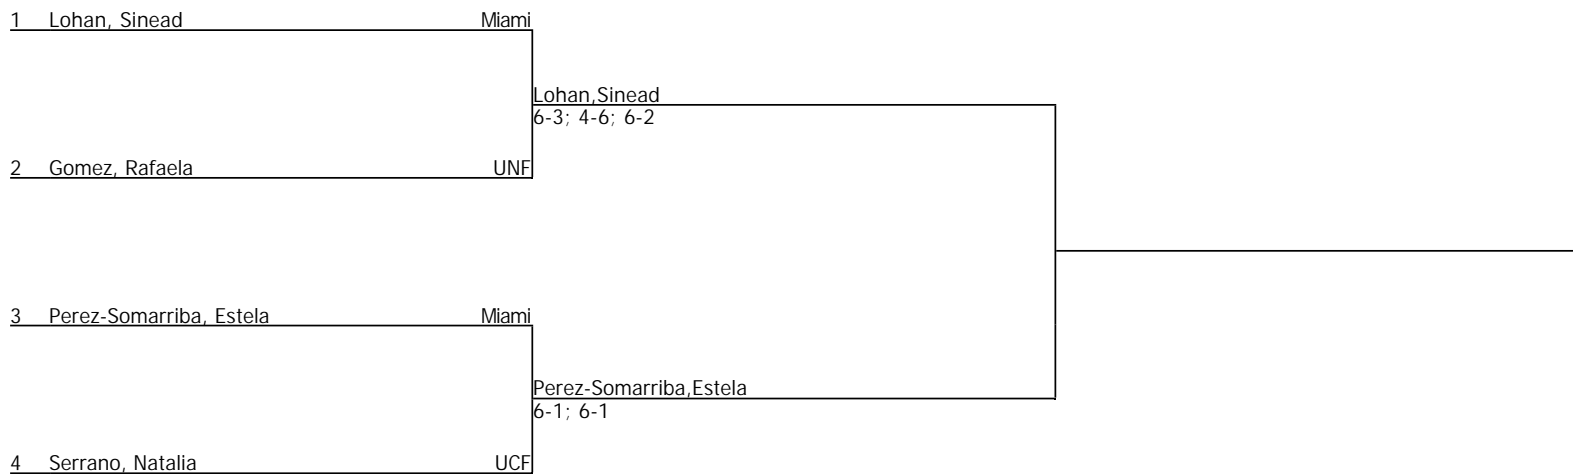 1 Lohan, Sinead Miami
Lohan,Sinead
6-3; 4-6; 6-2
2 Gomez, Rafaela UNF
3 Perez-Somarriba, Estela Miami
Perez-Somarriba,Estela
6-1; 6-1
4 Serrano, Natalia UCF